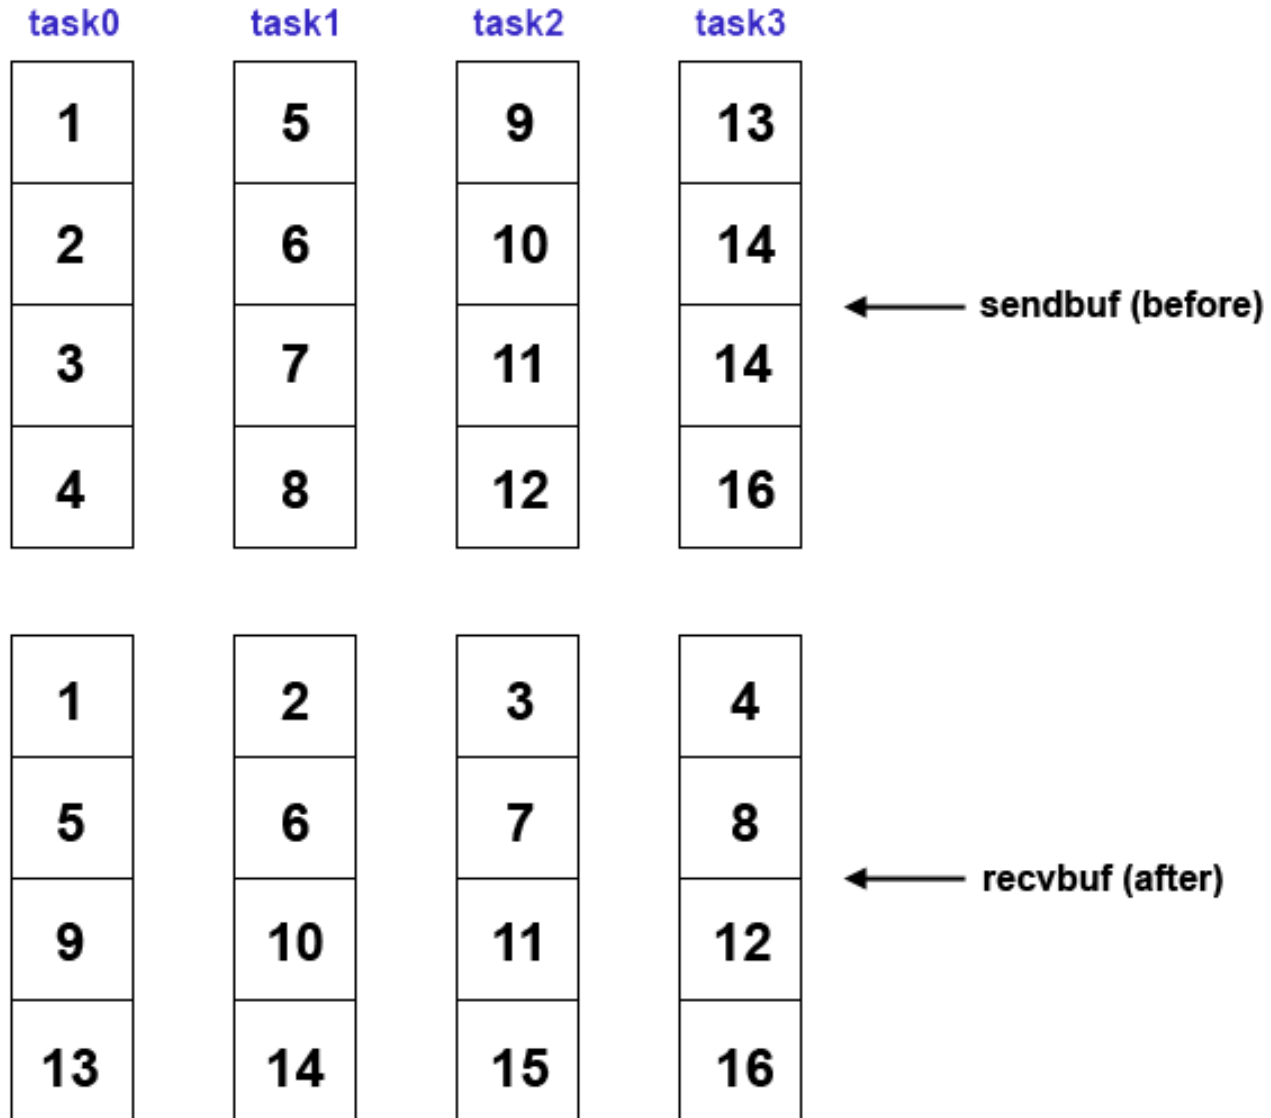 task0 task1 task2 task3
1 5 9 13
2 6 10 14
sendbuf (before)
3 7 11 14
4 8 12 16
1 2 3 4
5 6 7 8
recvbuf (after)
9 10 11 12
13 14 15 16